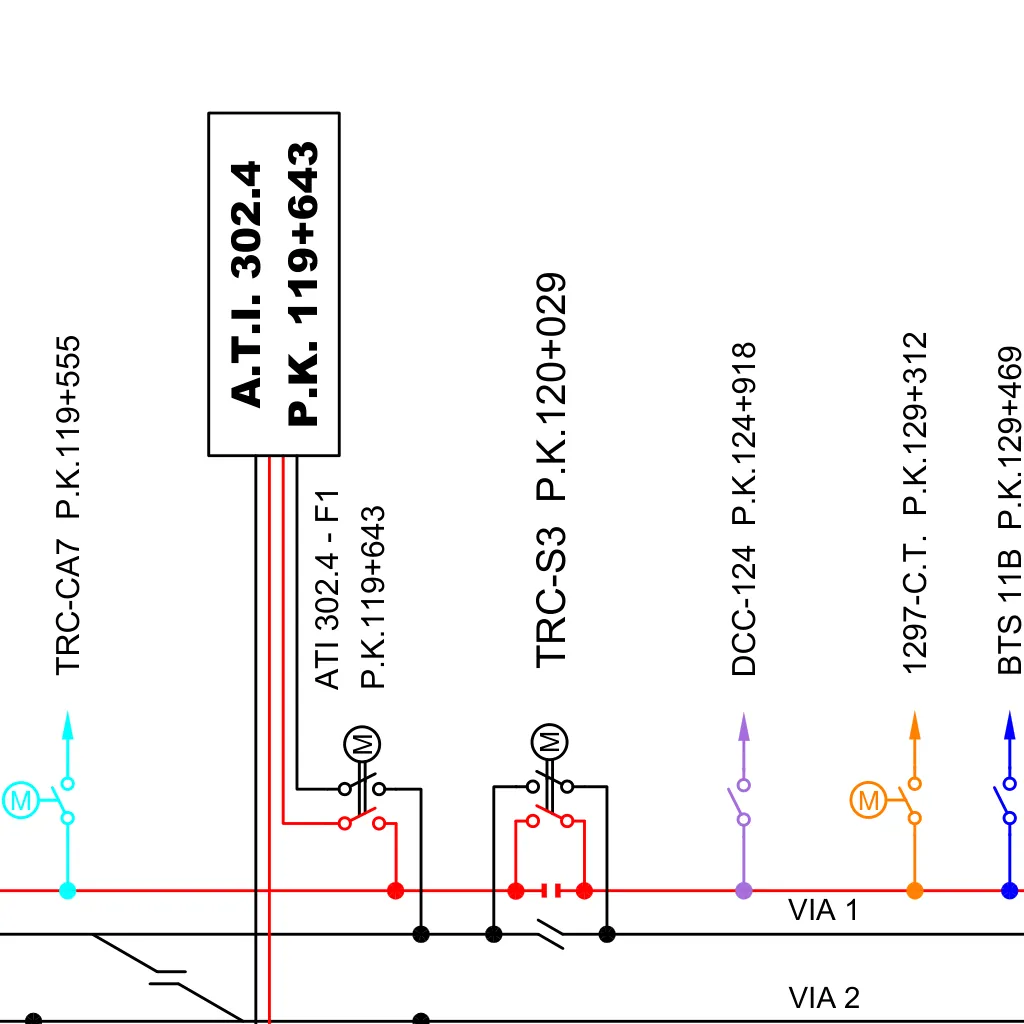 TRC-CA7 P.K.119+555
A.T.I. 302.4
P.K. 119+643
ATI 302.4 - F1
P.K.119+643
TRC-S3 P.K.120+029
DCC-124 P.K.124+918
1297-C.T. P.K.129+312
BTS 11B P.K.129+469
M
M
M
M
VIA 1
VIA 2